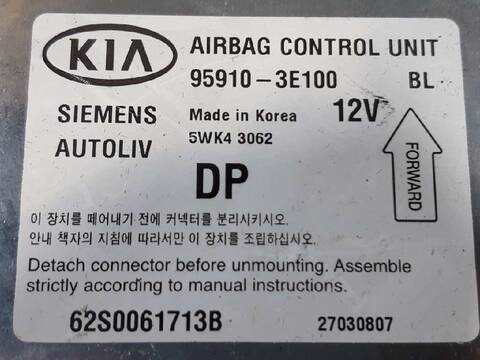 KIA
AIRBAG CONTROL UNIT
95910-3E100 BL
SIEMENS
AUTOLIV
Made in Korea 12V
5WK4 3062
DP
FORWARD
이 장치를 떼어내기 전에 커넥터를 분리시키시오.
안내 책자의 지침에 따라서만 이 장치를 조립하십시오.
Detach connector before unmounting. Assemble
strictly according to manual instructions.
62S0061713B 27030807